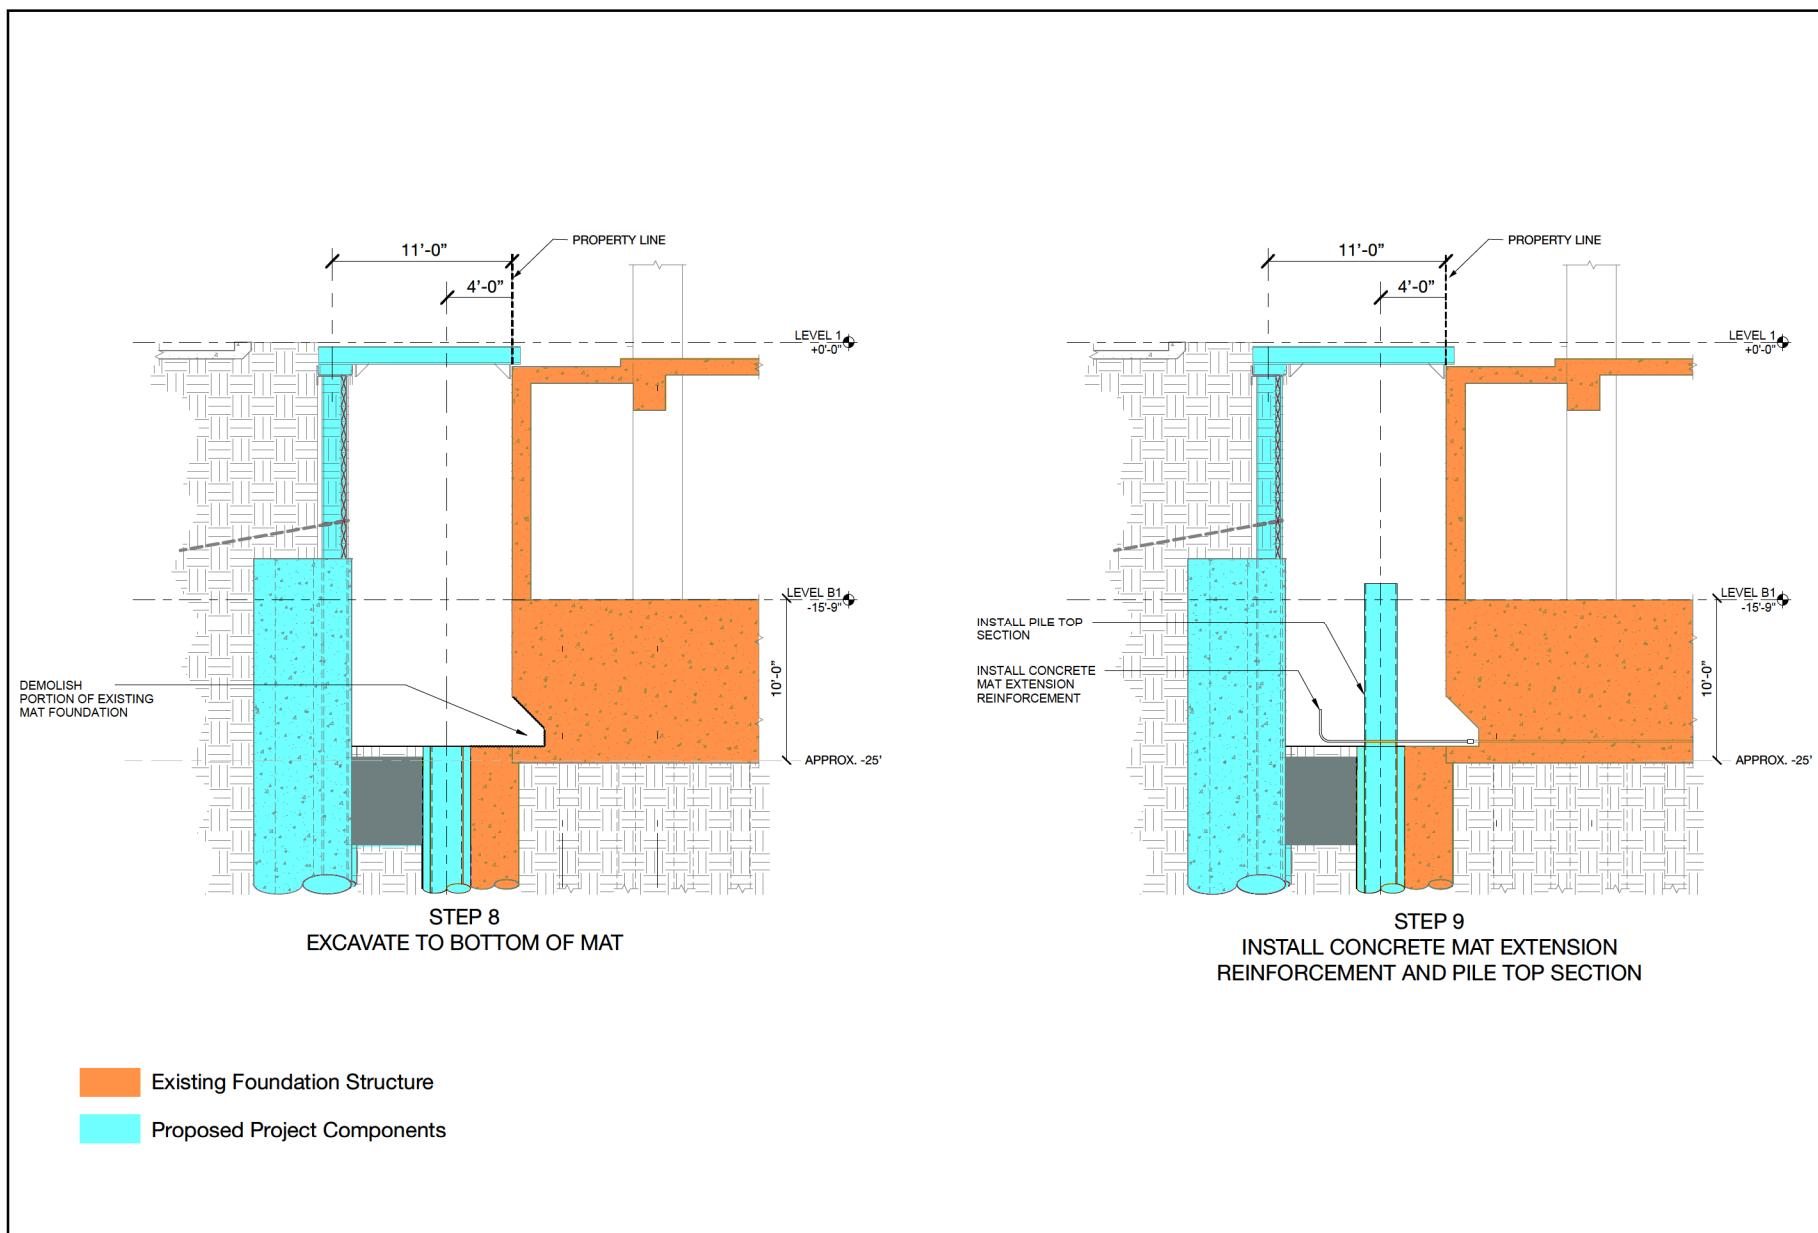 PROPERTY LINE
11'-0"
4'-0"
LEVEL 1
+0'-0"
LEVEL B1
-15'-9"
10'-0"
DEMOLISH
PORTION OF EXISTING
MAT FOUNDATION
APPROX. -25'
STEP 8
EXCAVATE TO BOTTOM OF MAT
PROPERTY LINE
11'-0"
4'-0"
LEVEL 1
+0'-0"
LEVEL B1
-15'-9"
INSTALL PILE TOP
SECTION
INSTALL CONCRETE
MAT EXTENSION
REINFORCEMENT
10'-0"
APPROX. -25'
STEP 9
INSTALL CONCRETE MAT EXTENSION
REINFORCEMENT AND PILE TOP SECTION
Existing Foundation Structure
Proposed Project Components